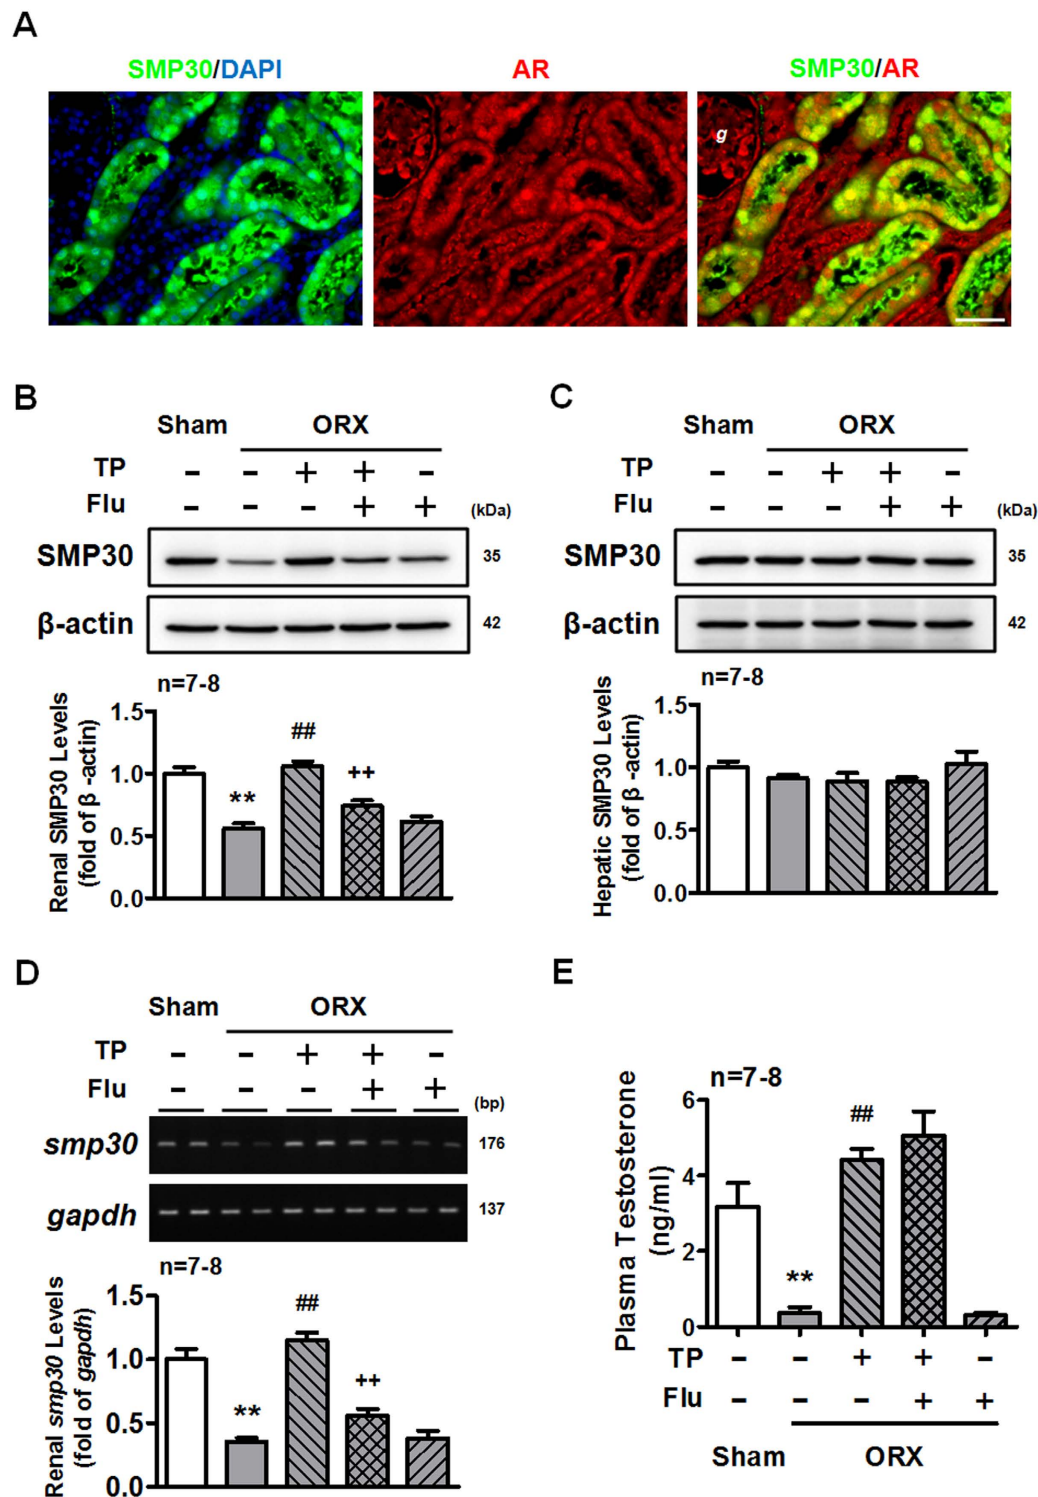 A
SMP30/DAPI
AR
SMP30/AR
g
B
Sham ORX
TP - - + + -
Flu - - - + + (kDa)
SMP30 35
β-actin 42
n=7-8
Renal SMP30 Levels
(fold of β -actin)
1.5
1.0
0.5
0.0
**
##
++
C
Sham ORX
TP - - + + -
Flu - - - + + (kDa)
SMP30 35
β-actin 42
n=7-8
Hepatic SMP30 Levels
(fold of β -actin)
1.5
1.0
0.5
0.0
D
Sham ORX
TP - - + + -
Flu - - - + + (bp)
smp30 176
gapdh 137
n=7-8
Renal smp30 Levels
(fold of gapdh)
1.5
1.0
0.5
0.0
**
##
++
E
n=7-8
Plasma Testosterone
(ng/ml)
6
4
2
0
**
##
TP - - + + -
Flu - - - + +
Sham ORX